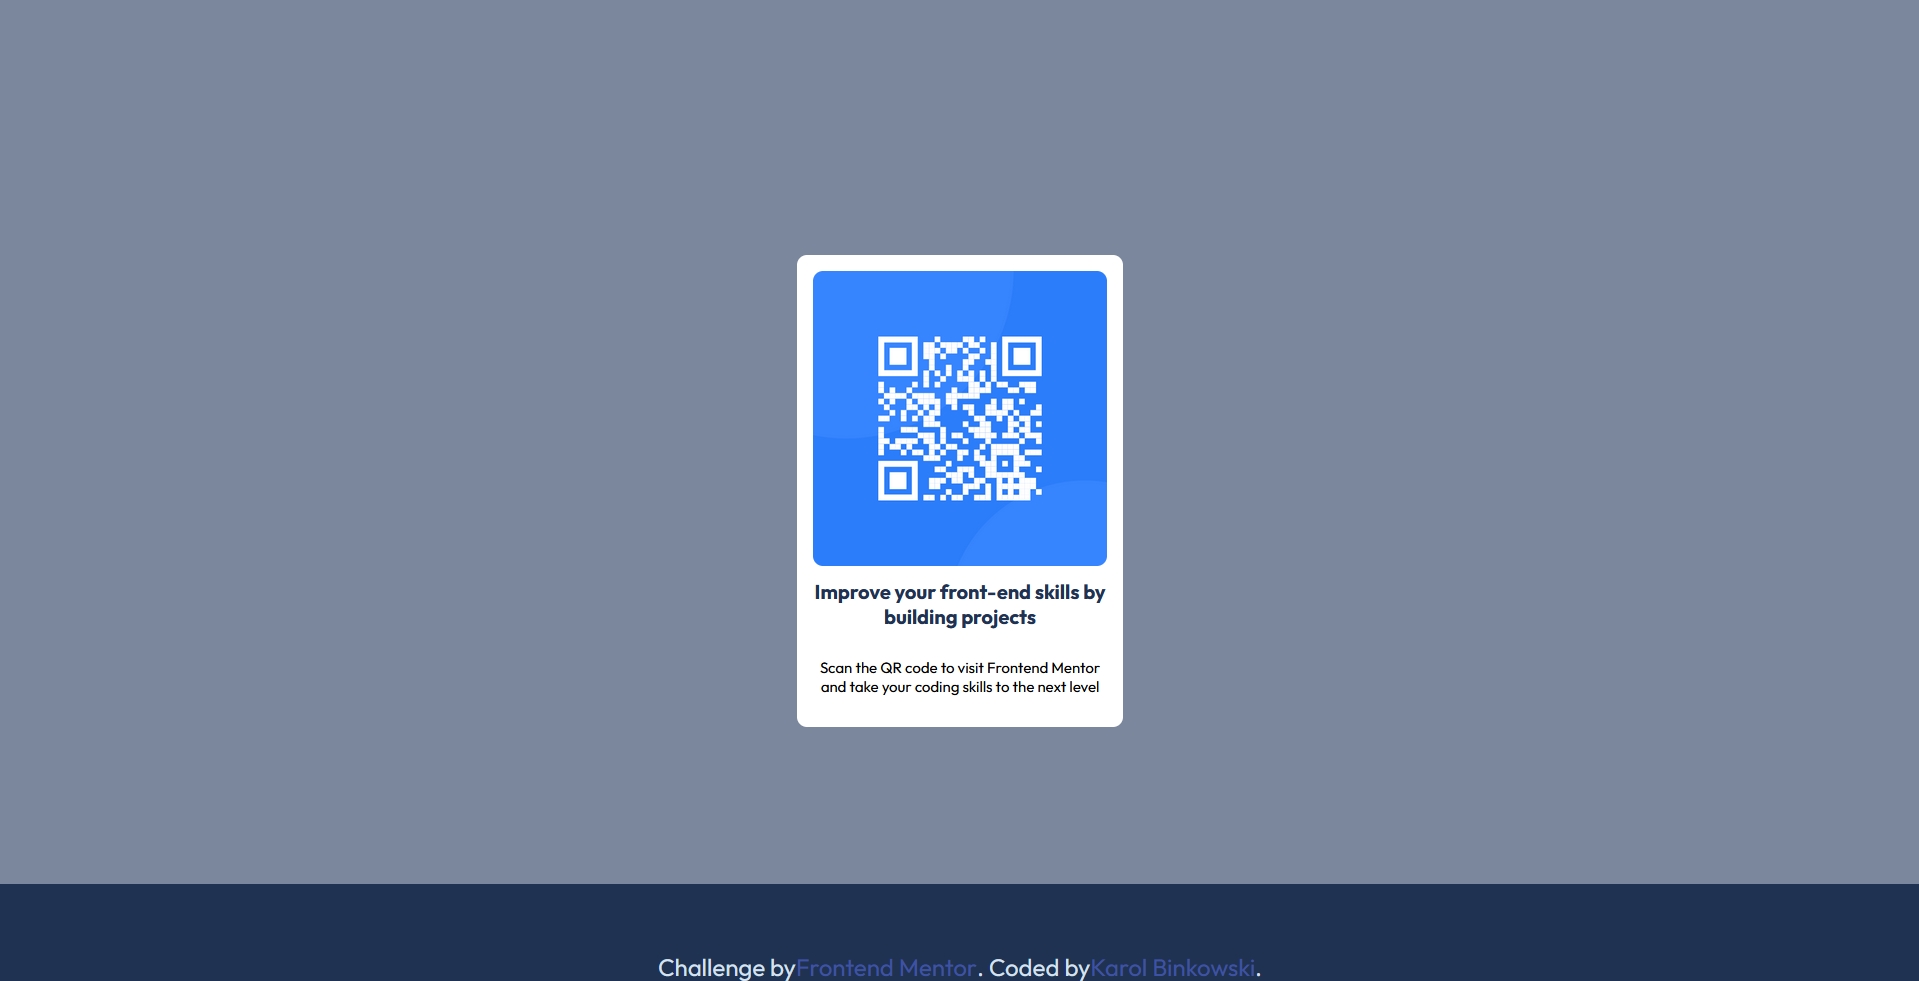 Improve your front-end skills by
building projects
Scan the QR code to visit Frontend Mentor
and take your coding skills to the next level
Challenge byFrontend Mentor. Coded byKarol Binkowski.